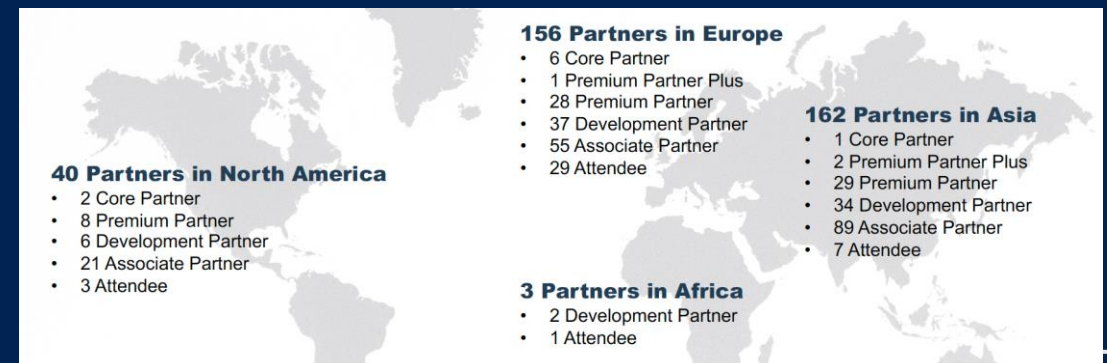 156 Partners in Europe
• 6 Core Partner
• 1 Premium Partner Plus
• 28 Premium Partner
• 37 Development Partner
• 55 Associate Partner
• 29 Attendee
162 Partners in Asia
• 1 Core Partner
• 2 Premium Partner Plus
• 29 Premium Partner
• 34 Development Partner
• 89 Associate Partner
• 7 Attendee
40 Partners in North America
• 2 Core Partner
• 8 Premium Partner
• 6 Development Partner
• 21 Associate Partner
• 3 Attendee
3 Partners in Africa
• 2 Development Partner
• 1 Attendee